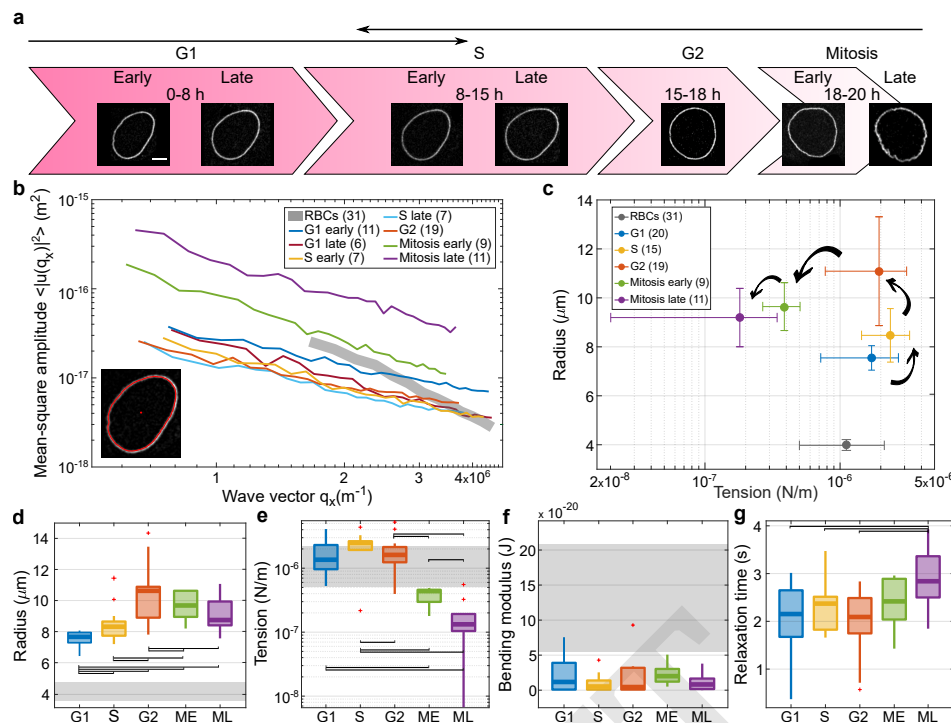 a
G1
S
G2
Mitosis
Early
Late
Early
Late
Early
Late
0-8 h
8-15 h
15-18 h
18-20 h
b
Mean-square amplitude <|u(qx)|²> (m²)
10-15
10-16
10-17
10-18
RBCs (31)
G1 early (11)
G1 late (6)
S early (7)
S late (7)
G2 (19)
Mitosis early (9)
Mitosis late (11)
1
2
3
4x10⁶
Wave vector qx(m-1)
c
Radius (μm)
14
12
10
8
6
4
RBCs (31)
G1 (20)
S (15)
G2 (19)
Mitosis early (9)
Mitosis late (11)
2x10-8
10-7
10-6
5x10-6
Tension (N/m)
d
Radius (μm)
14
12
10
8
6
4
G1
S
G2
ME
ML
e
Tension (N/m)
10-6
10-7
10-8
G1
S
G2
ME
ML
f
x10-20
Bending modulus (J)
25
20
15
10
5
0
G1
S
G2
ME
ML
g
Relaxation time (s)
4
3
2
1
0
G1
S
G2
ME
ML